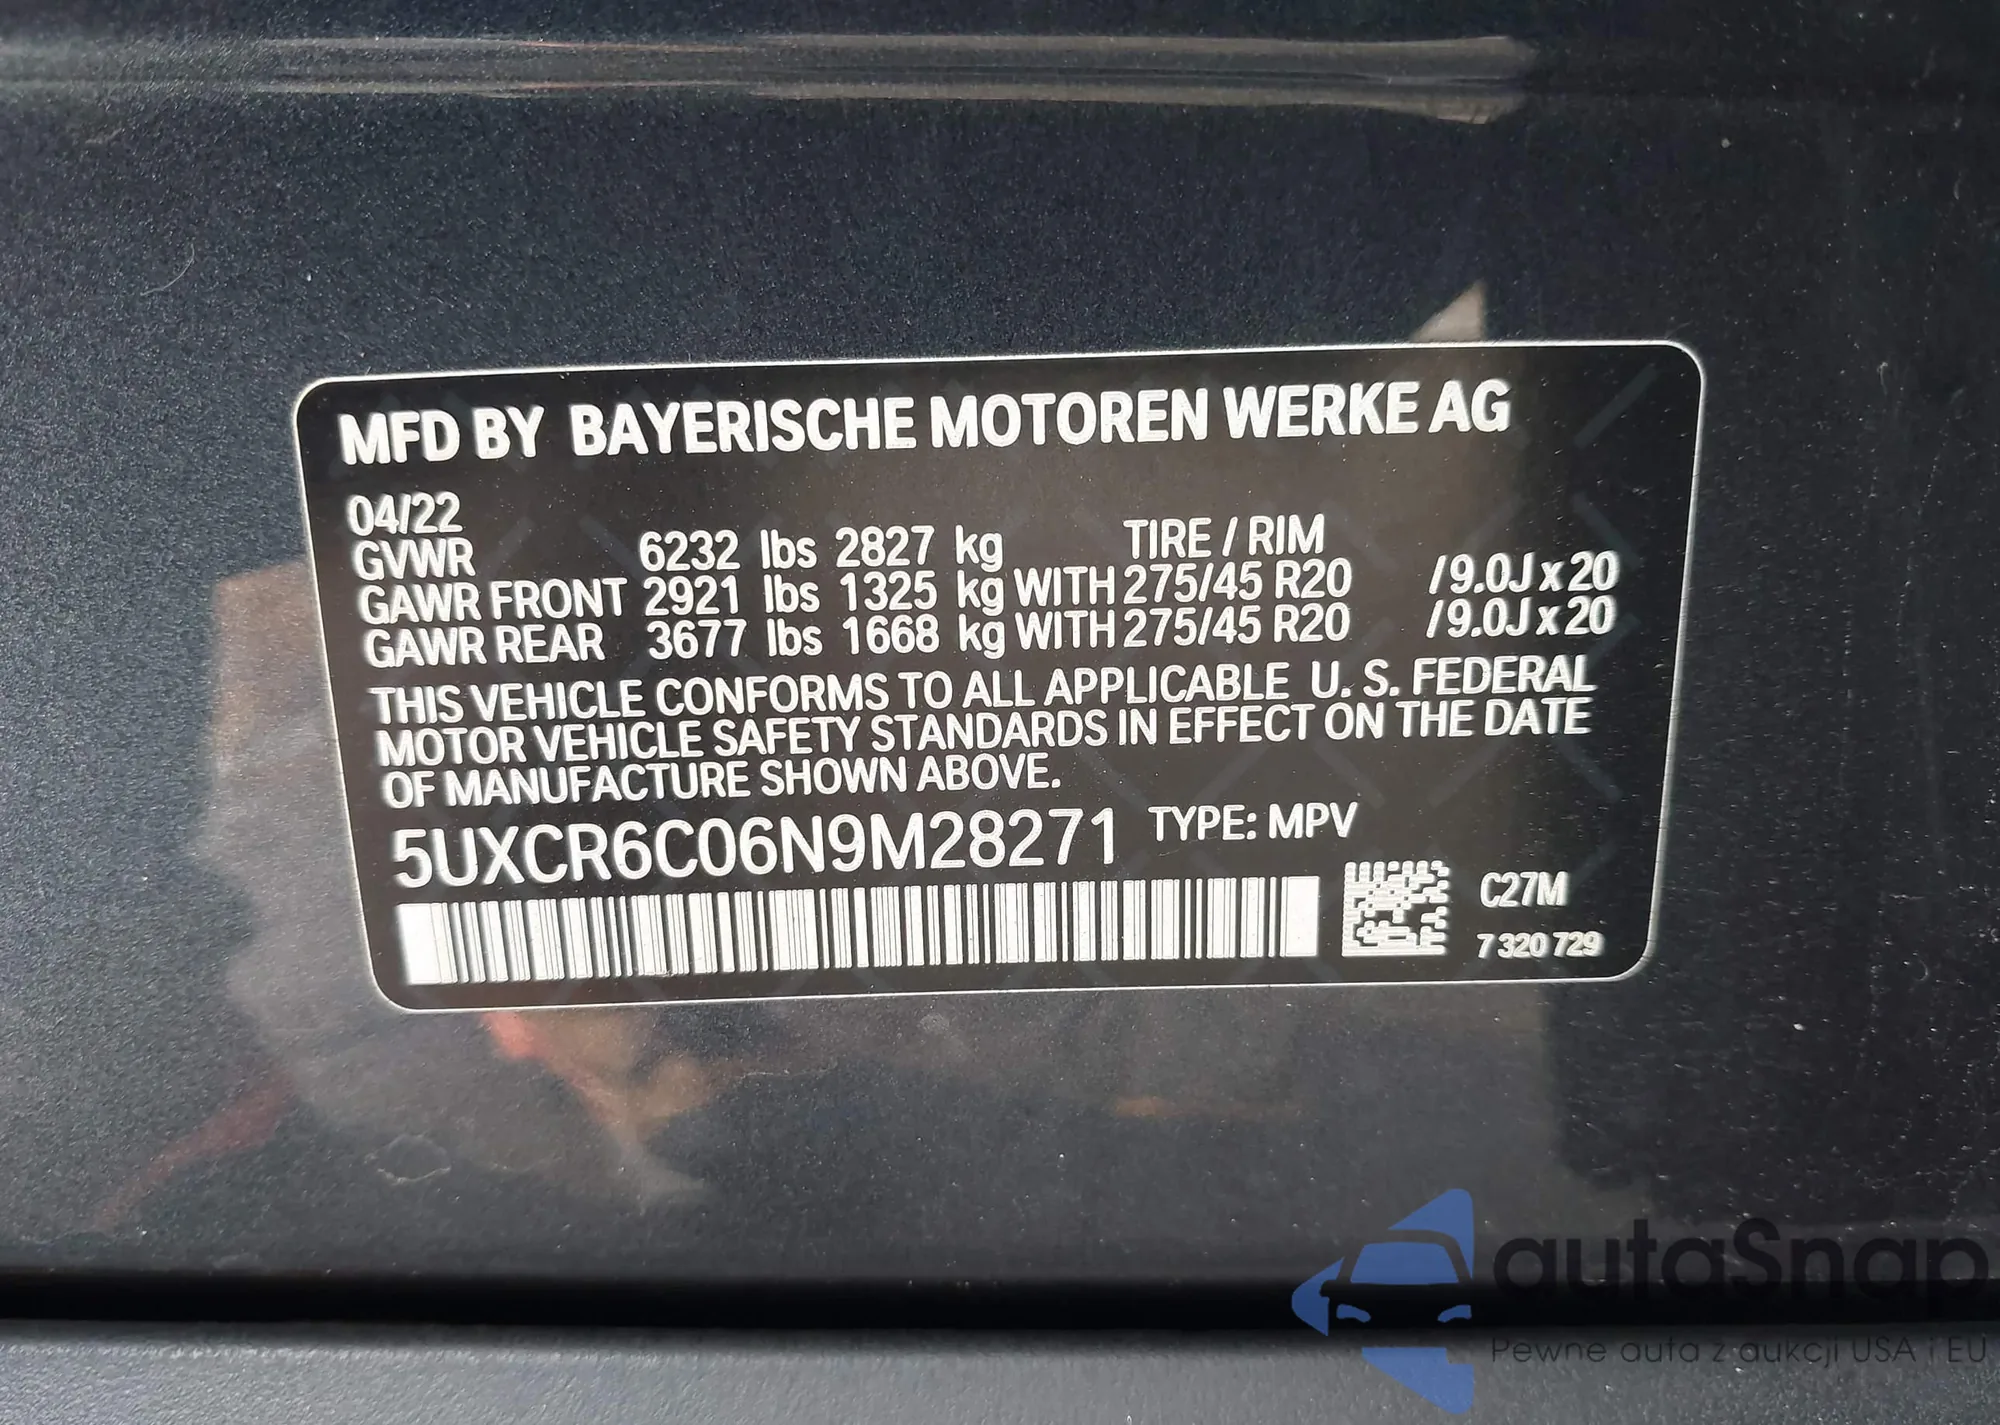 MFD BY BAYERISCHE MOTOREN WERKE AG
04/22
GVWR 6232 lbs 2827 kg TIRE / RIM
GAWR FRONT 2921 lbs 1325 kg WITH 275/45 R20 /9.0J x 20
GAWR REAR 3677 lbs 1668 kg WITH 275/45 R20 /9.0J x 20
THIS VEHICLE CONFORMS TO ALL APPLICABLE U. S. FEDERAL
MOTOR VEHICLE SAFETY STANDARDS IN EFFECT ON THE DATE
OF MANUFACTURE SHOWN ABOVE.
5UXCR6C06N9M28271 TYPE: MPV
C27M
7 320 729
autaSnap
Pewne auta z aukcji USA i EU